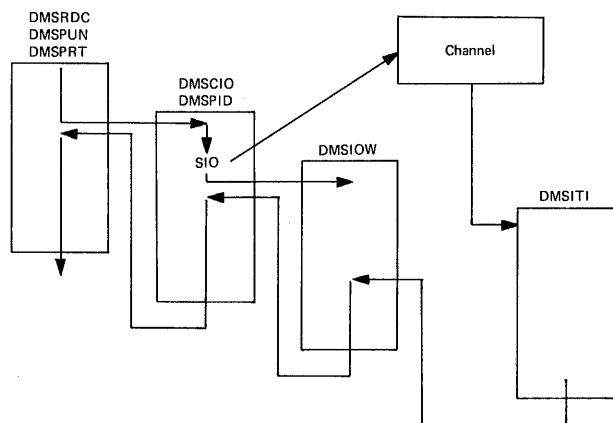 DMSRDC
DMSPUN
DMSPRT
DMSCIO
DMSPID
SIO
Channel
DMSIOW
DMSITI